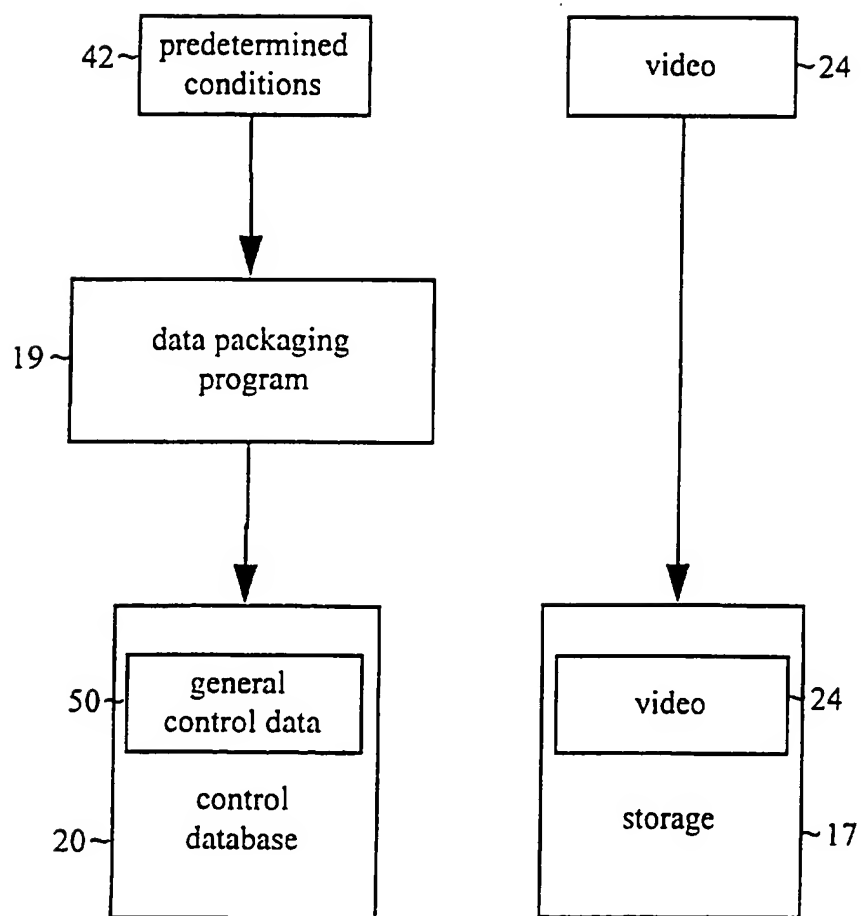 42
predetermined
conditions
video
24
19
data packaging
program
50
general
control data
control
database
20
video
24
storage
17